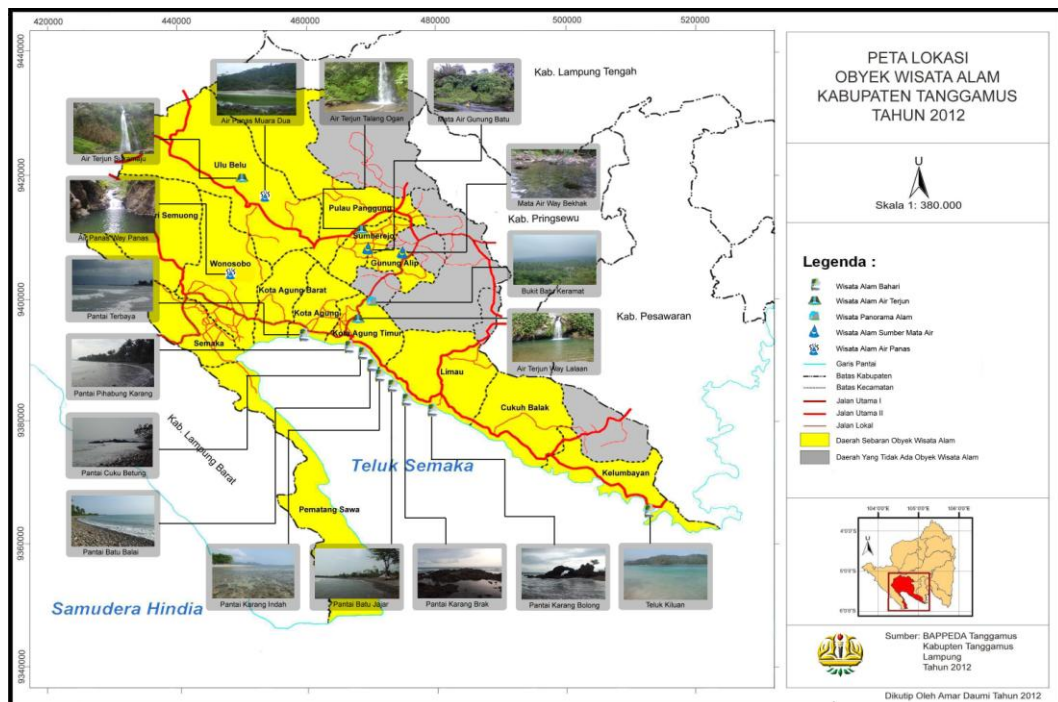 420000
440000
460000
480000
500000
520000
9440000
9420000
9400000
9380000
9360000
9340000
Kab. Lampung Tengah
Air Panas Muara Dua
Air Terjun Talang Ogan
Mata Air Gunung Batu
Air Terjun Sukamaju
Ulu Belu
Mata Air Way Bekhak
Pulau Panggung
Kab. Pringsewu
Sumberejo
Air Panas Way Panas
ri Semuong
Gunung Alip
Wonosobo
Bukit Batu Keramat
Kota Agung Barat
Kota Agung
Kab. Pesawaran
Pantai Terbaya
Kota Agung Timur
Semaka
Air Terjun Way Lalaan
Limau
Pantai Pihabung Karang
Cukuh Balak
Kab. Lampung Barat
Pantai Cuku Betung
Teluk Semaka
Kelumbayan
Pematang Sawa
Pantai Batu Balai
Pantai Karang Indah
Pantai Batu Jajar
Pantai Karang Brak
Pantai Karang Bolong
Teluk Kiluan
Samudera Hindia
PETA LOKASI
OBYEK WISATA ALAM
KABUPATEN TANGGAMUS
TAHUN 2012
U
Skala 1: 380.000
Legenda :
Wisata Alam Bahari
Wisata Alam Air Terjun
Wisata Panorama Alam
Wisata Alam Sumber Mata Air
Wisata Alam Air Panas
Garis Pantai
Batas Kabupaten
Batas Kecamatan
Jalan Utama I
Jalan Utama II
Jalan Lokal
Daerah Sebaran Obyek Wisata Alam
Daerah Yang Tidak Ada Obyek Wisata Alam
U
Sumber: BAPPEDA Tanggamus
Kabupten Tanggamus
Lampung
Tahun 2012
Dikutip Oleh Amar Daumi Tahun 2012